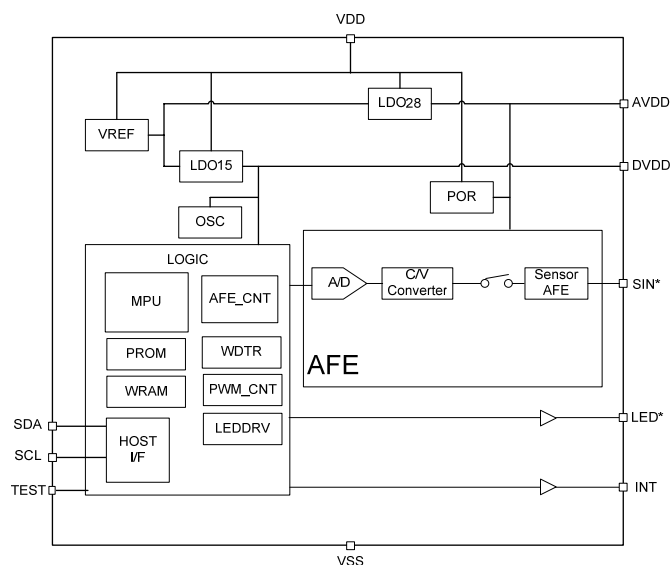 VDD
LDO28
AVDD
VREF
LDO15
DVDD
POR
OSC
LOGIC
MPU
AFE_CNT
A/D
C/V
Converter
Sensor
AFE
SIN*
PROM
WDTR
AFE
WRAM
PWM_CNT
SDA
HOST
I/F
LEDDRV
LED*
SCL
TEST
INT
VSS